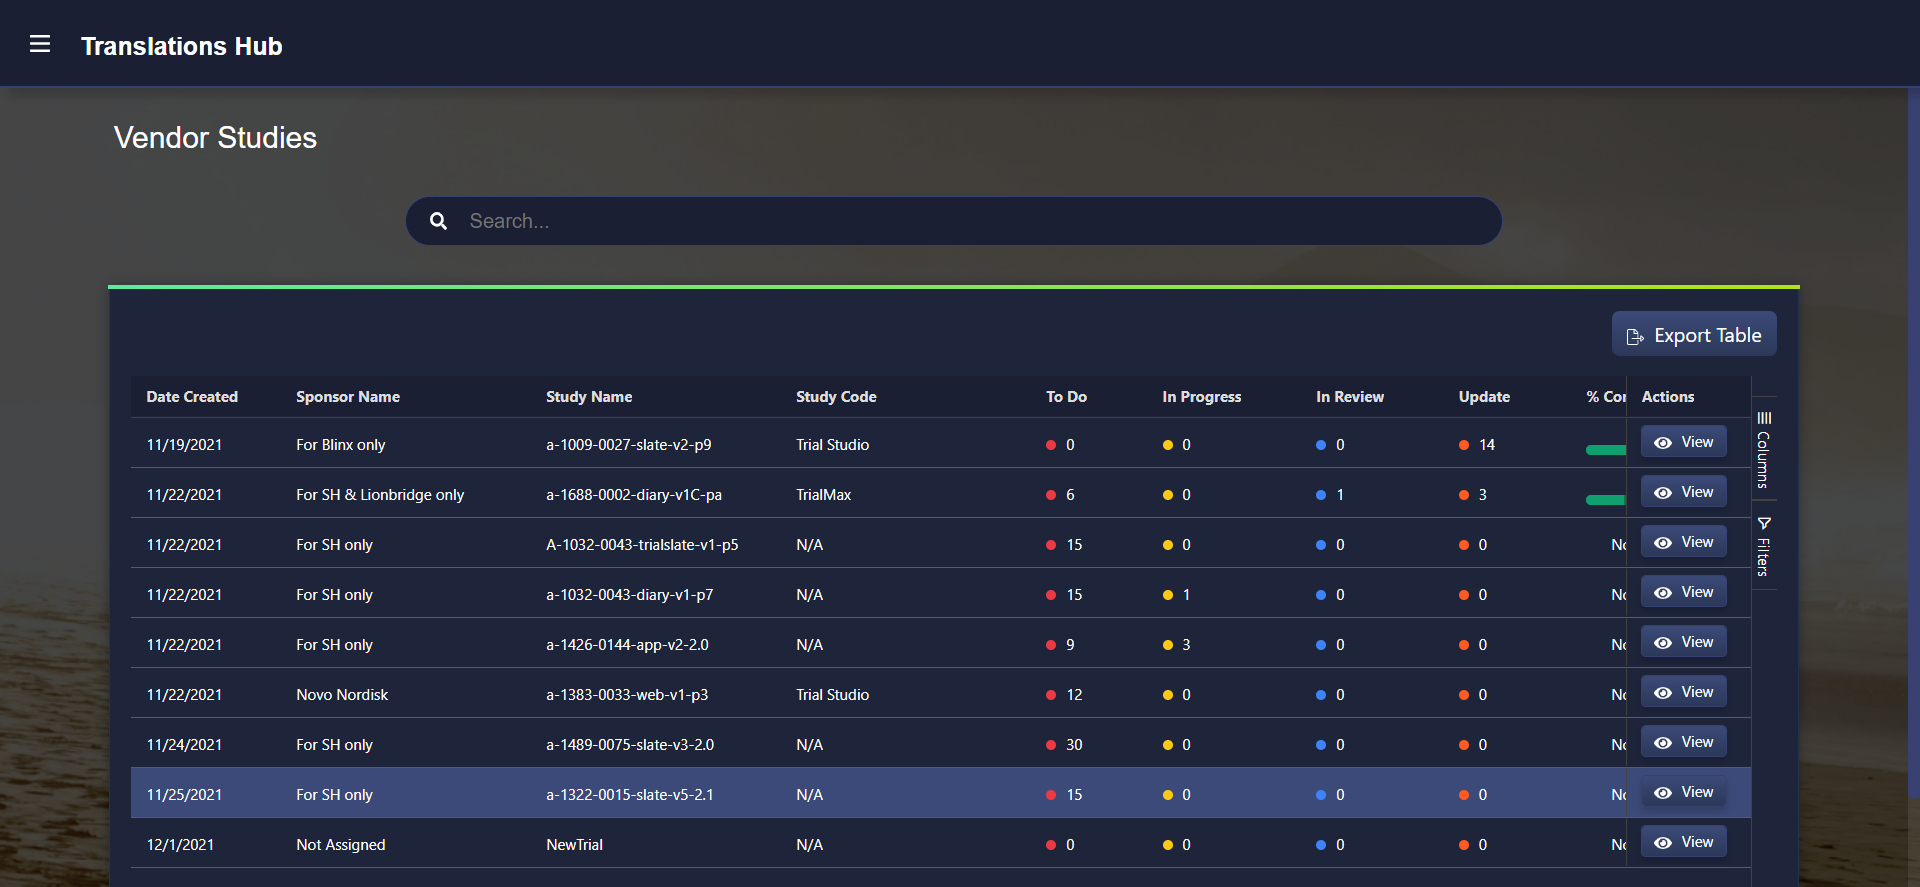 Translations Hub
Vendor Studies
Search...
Export Table
Date Created Sponsor Name Study Name Study Code To Do In Progress In Review Update % Actions
11/19/2021 For Blinx only a-1009-0027-slate-v2-p9 Trial Studio 0 0 0 14 View
11/22/2021 For SH & Lionbridge only a-1688-0002-diary-v1C-pa TrialMax 6 0 1 3 View
11/22/2021 For SH only A-1032-0043-trialslate-v1-p5 N/A 15 0 0 0 View
11/22/2021 For SH only a-1032-0043-diary-v1-p7 N/A 15 1 0 0 View
11/22/2021 For SH only a-1426-0144-app-v2-2.0 N/A 9 3 0 0 View
11/22/2021 Novo Nordisk a-1383-0033-web-v1-p3 Trial Studio 12 0 0 0 View
11/24/2021 For SH only a-1489-0075-slate-v3-2.0 N/A 30 0 0 0 View
11/25/2021 For SH only a-1322-0015-slate-v5-2.1 N/A 15 0 0 0 View
12/1/2021 Not Assigned NewTrial N/A 0 0 0 0 View
Columns
Filters